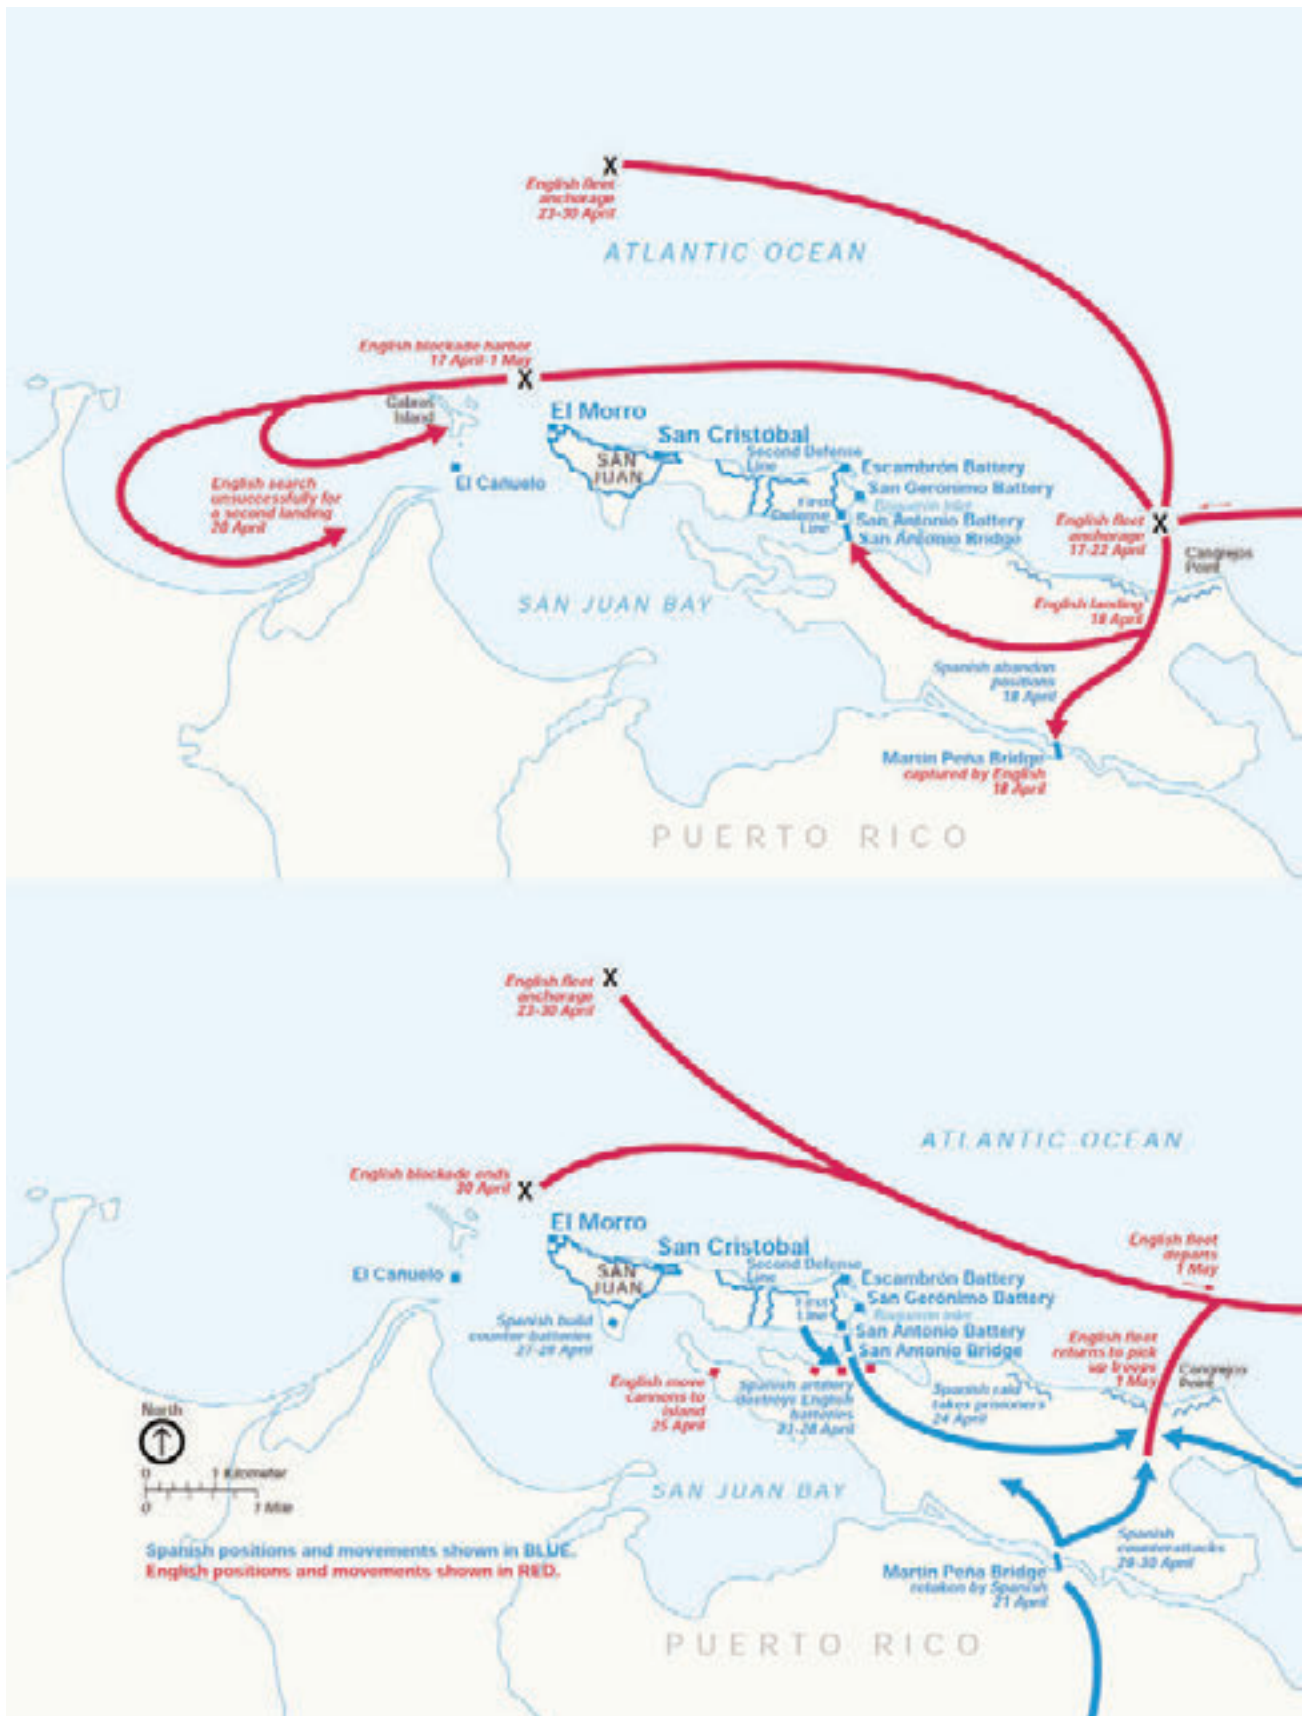 English fleet
anchorage
23-30 April
ATLANTIC OCEAN
English blockade harbor
17 April-1 May
Cabras
Island
El Morro
San Cristóbal
SAN
JUAN
Second Defense
Line
Escambrón Battery
El Cañuelo
San Gerónimo Battery
Boquerón Inlet
First
Defense
Line
San Antonio Battery
San Antonio Bridge
English search
unsuccessfully for
a second landing
20 April
English fleet
anchorage
17-22 April
Cangrejos
Point
SAN JUAN BAY
English landing
18 April
Spanish abandon
positions
18 April
Martín Peña Bridge
captured by English
18 April
PUERTO RICO
English fleet
anchorage
23-30 April
ATLANTIC OCEAN
English blockade ends
30 April
El Morro
San Cristóbal
English fleet
departs
1 May
SAN
JUAN
Second Defense
Line
El Cañuelo
Escambrón Battery
San Gerónimo Battery
Boquerón Inlet
First
Line
San Antonio Battery
San Antonio Bridge
Spanish build
counter-batteries
27-28 April
English fleet
returns to pick
up troops
1 May
Cangrejos
Point
English move
cannons to
island
25 April
Spanish artillery
destroys English
batteries
21-28 April
Spanish raid
takes prisoners
24 April
North
0 1 Kilometer
0 1 Mile
SAN JUAN BAY
Spanish
counterattacks
29-30 April
Spanish positions and movements shown in BLUE.
English positions and movements shown in RED.
Martín Peña Bridge
retaken by Spanish
21 April
PUERTO RICO